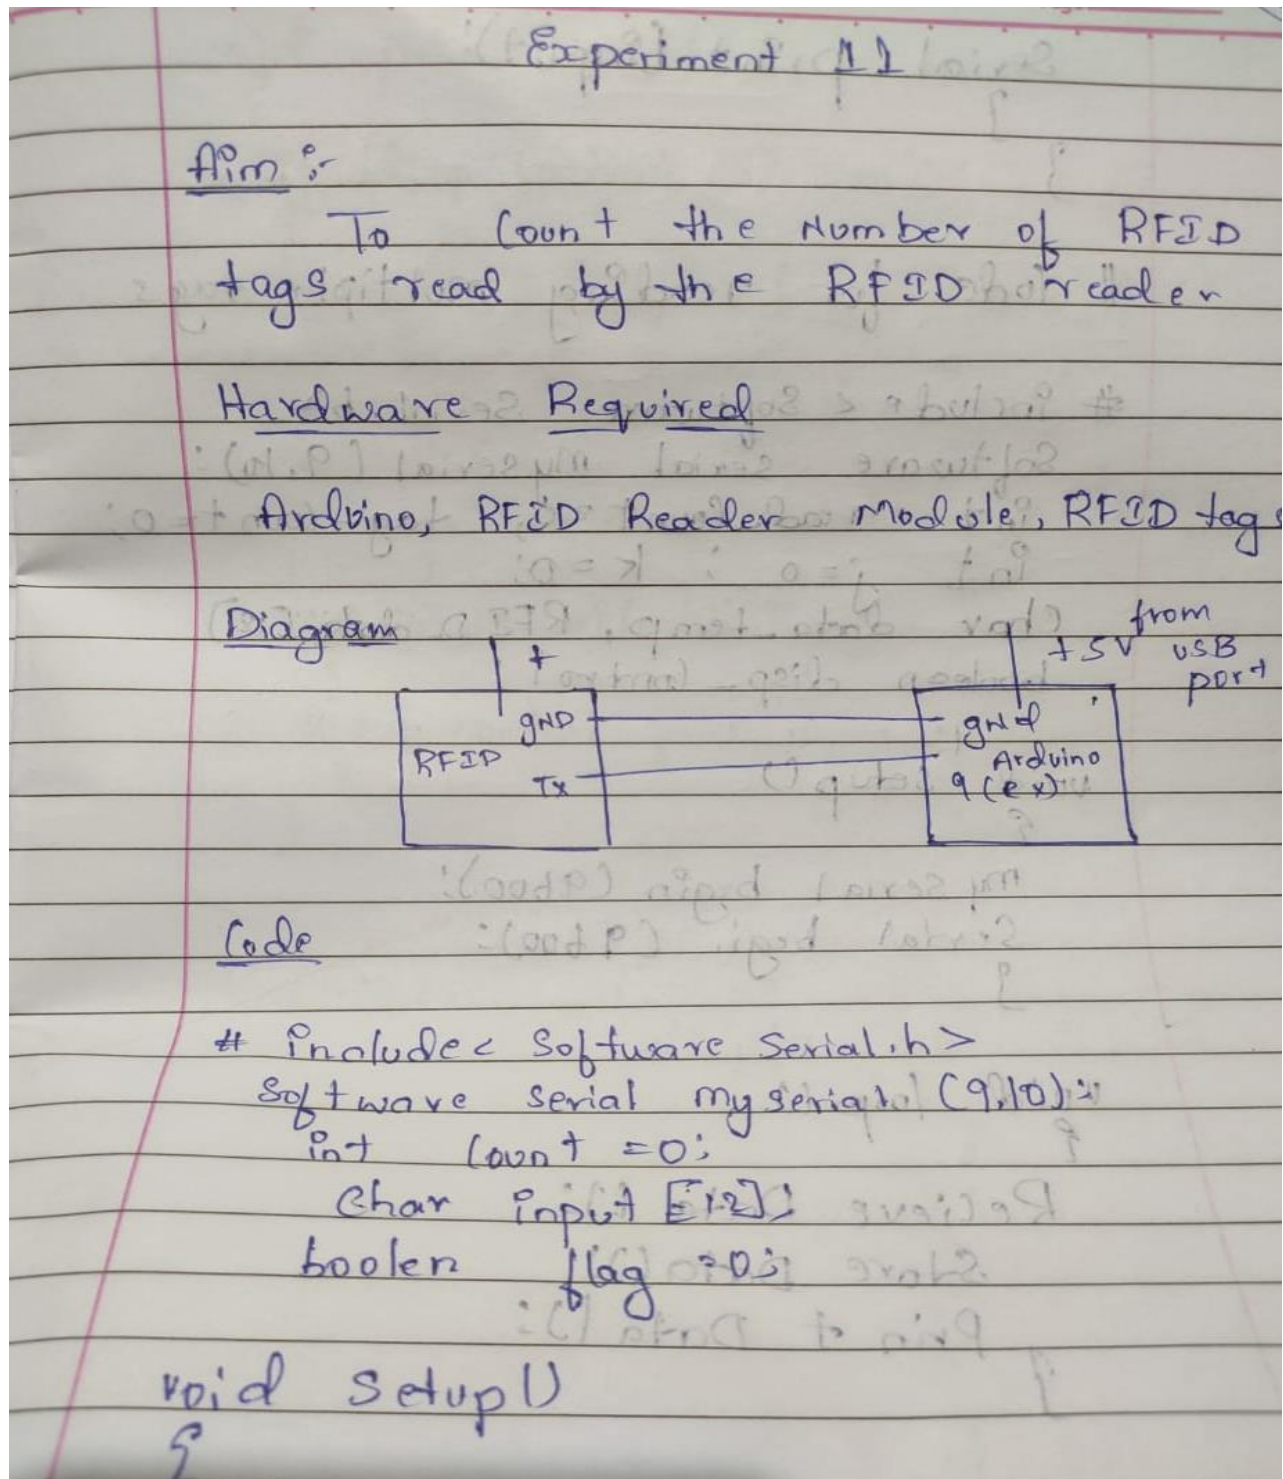 Experiment 11
Aim :-
To Count the Number of RFID
tags read by the RFID reader
Hardware Required
Arduino, RFID Reader Module, RFID tags
Diagram
+
+5V from
USB
port
GND
gnd
RFID
Arduino
Tx
9 (ex)
Code
# include < Software Serial.h>
Software serial my serial (9,10);
int Count =0;
Char input [12];
boolen flag =0;
void setup()
{